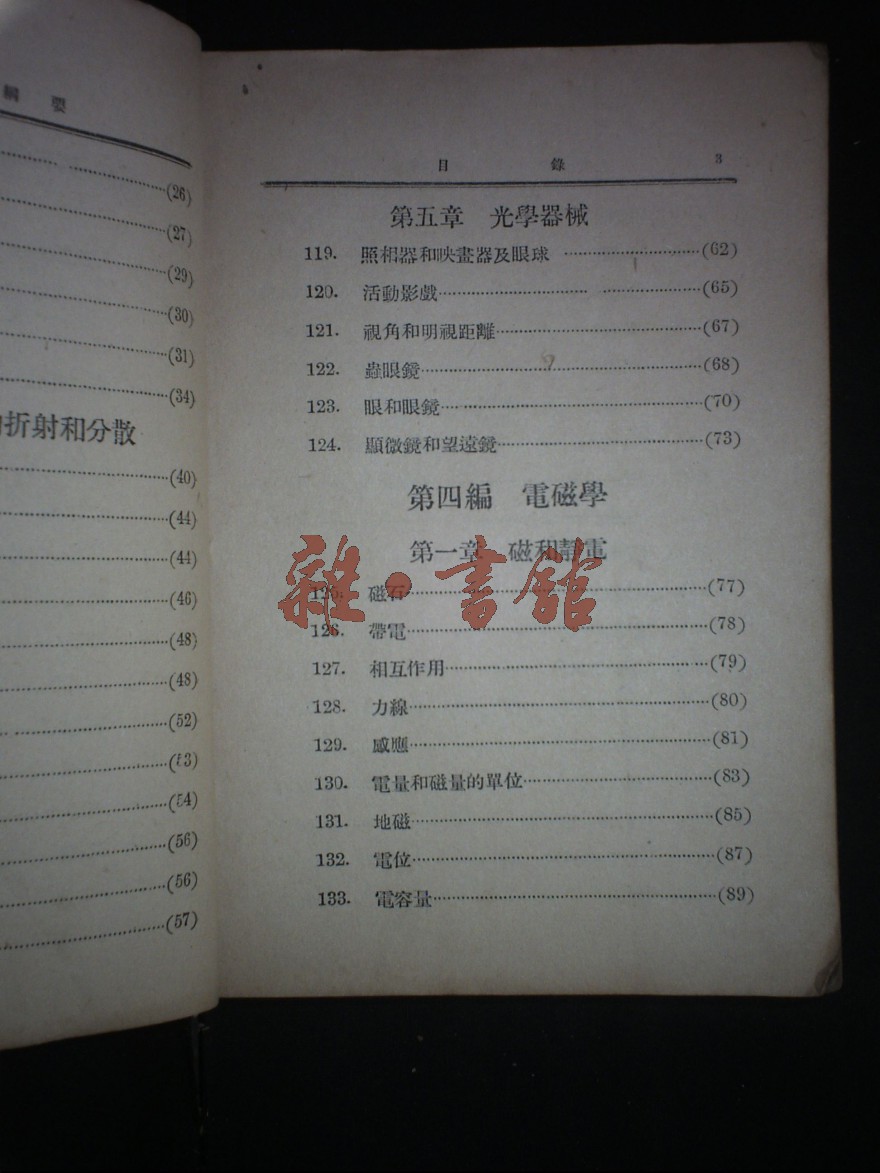 綱 要
(26)
(27)
(29)
(30)
(31)
(34)
折射和分散
(40)
(44)
(44)
(46)
(48)
(48)
(52)
(53)
(54)
(56)
(56)
(57)
目 錄 3
第五章 光學器械
119. 照相器和映畫器及眼球 (62)
120. 活動影戲 (65)
121. 視角和明視距離 (67)
122. 蟲眼鏡 (68)
123. 眼和眼鏡 (70)
124. 顯微鏡和望遠鏡 (73)
第四編 電磁學
第一章 磁和靜電
雜·書館
125. 磁石 (77)
126. 帶電 (78)
127. 相互作用 (79)
128. 力線 (80)
129. 感應 (81)
130. 電量和磁量的單位 (83)
131. 地磁 (85)
132. 電位 (87)
133. 電容量 (89)